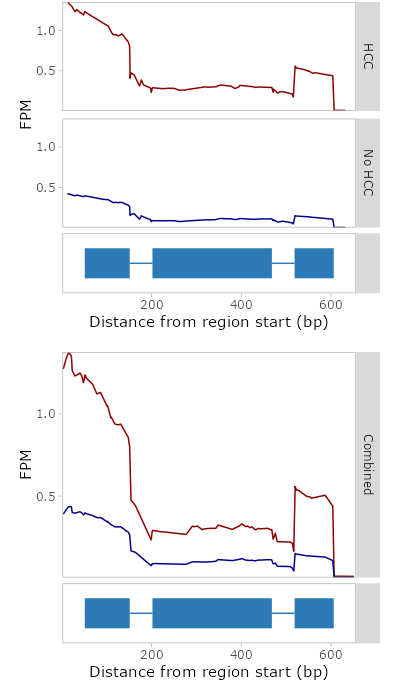 1.0
0.5
HCC
FPM
1.0
0.5
No HCC
200 400 600
Distance from region start (bp)
1.0
0.5
FPM
Combined
200 400 600
Distance from region start (bp)